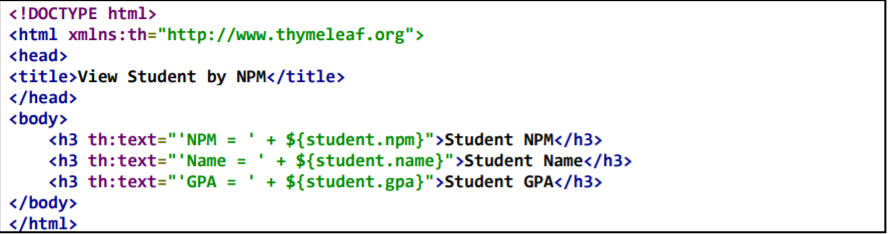 <!DOCTYPE html>
<html xmlns:th="http://www.thymeleaf.org">
<head>
<title>View Student by NPM</title>
</head>
<body>
    <h3 th:text="'NPM = ' + ${student.npm}">Student NPM</h3>
    <h3 th:text="'Name = ' + ${student.name}">Student Name</h3>
    <h3 th:text="'GPA = ' + ${student.gpa}">Student GPA</h3>
</body>
</html>